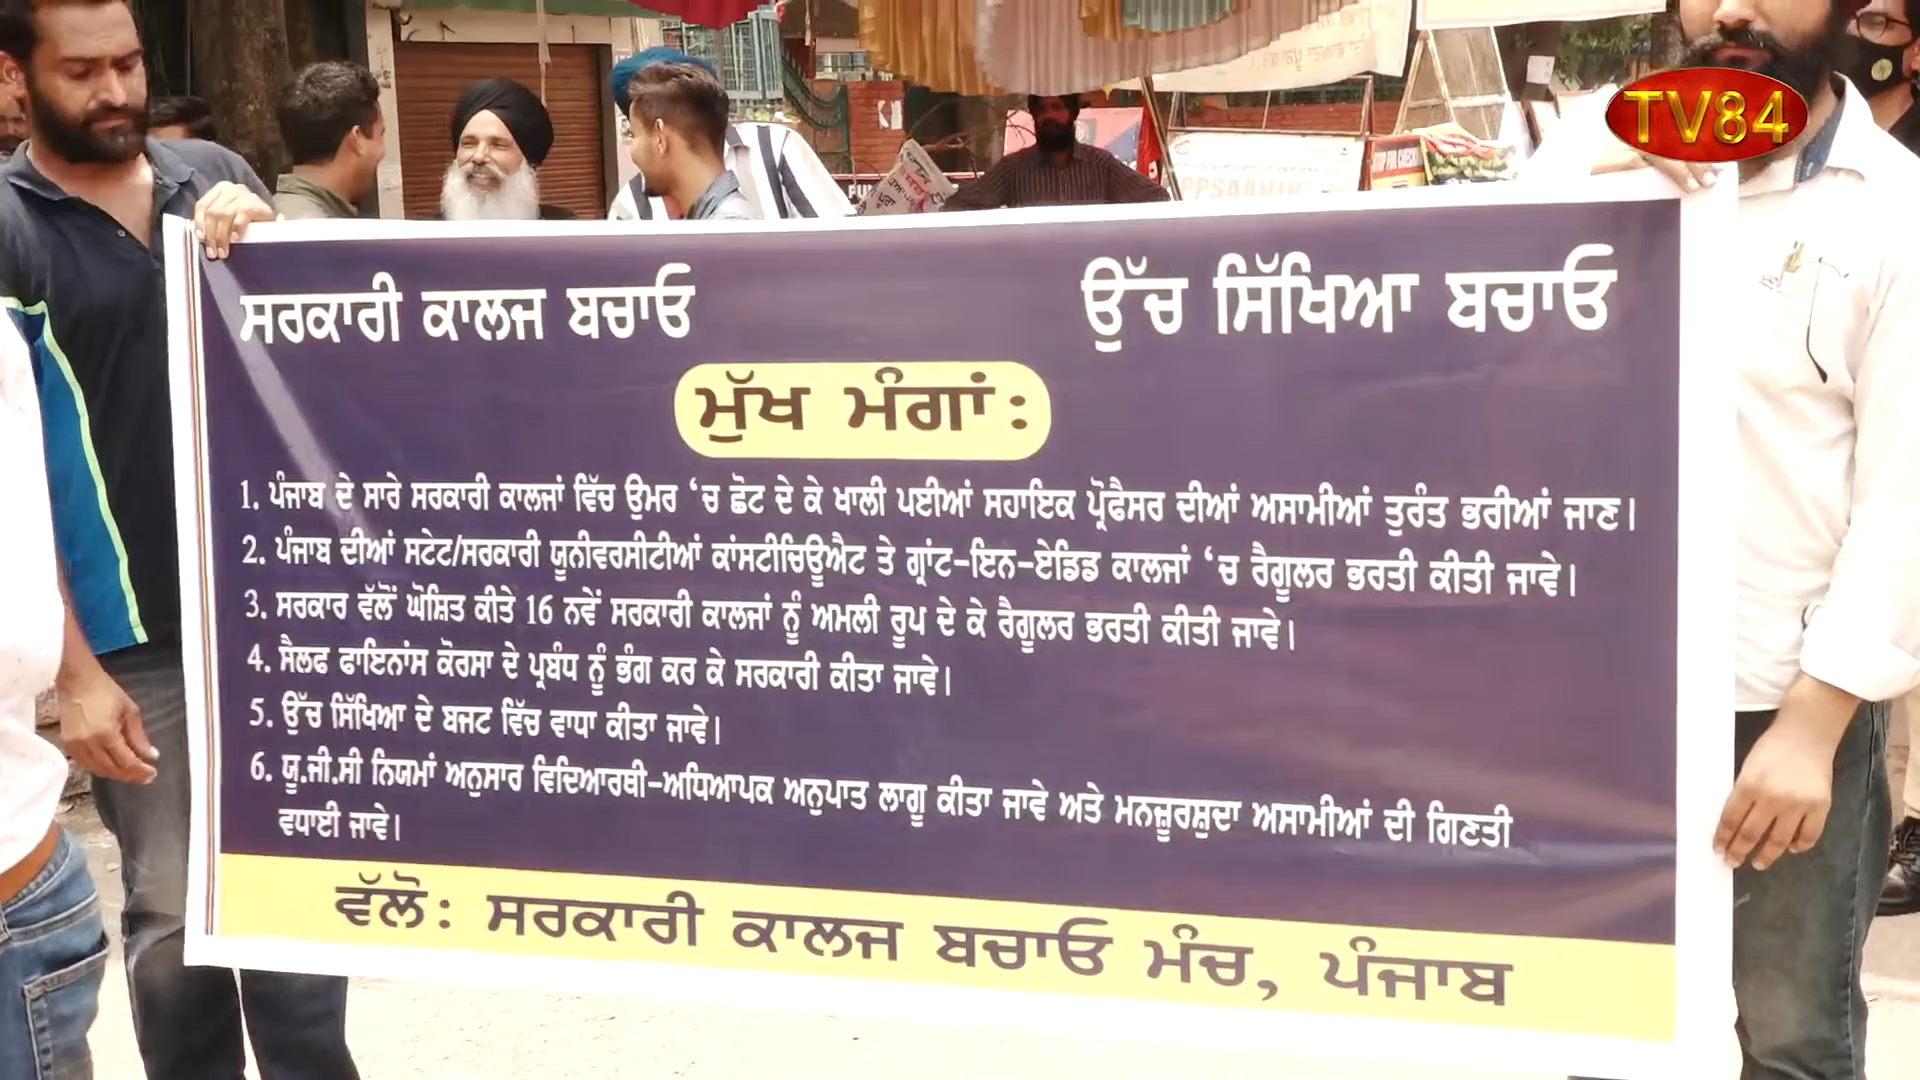 TV84
STOP FOR
ਸਰਕਾਰੀ ਕਾਲਜ ਬਚਾਓ
ਉੱਚ ਸਿੱਖਿਆ ਬਚਾਓ
ਮੁੱਖ ਮੰਗਾਂ:
1. ਪੰਜਾਬ ਦੇ ਸਾਰੇ ਸਰਕਾਰੀ ਕਾਲਜਾਂ ਵਿੱਚ ਉਮਰ ‘ਚ ਛੋਟ ਦੇ ਕੇ ਖਾਲੀ ਪਈਆਂ ਸਹਾਇਕ ਪ੍ਰੋਫੈਸਰ ਦੀਆਂ ਅਸਾਮੀਆਂ ਤੁਰੰਤ ਭਰੀਆਂ ਜਾਣ।
2. ਪੰਜਾਬ ਦੀਆਂ ਸਟੇਟ/ਸਰਕਾਰੀ ਯੂਨੀਵਰਸੀਟੀਆਂ ਕਾਂਸਟੀਚਿਊਐਟ ਤੇ ਗ੍ਰਾਂਟ-ਇਨ-ਏਡਿਡ ਕਾਲਜਾਂ ‘ਚ ਰੈਗੂਲਰ ਭਰਤੀ ਕੀਤੀ ਜਾਵੇ।
3. ਸਰਕਾਰ ਵੱਲੋਂ ਘੋਸ਼ਿਤ ਕੀਤੇ 16 ਨਵੇਂ ਸਰਕਾਰੀ ਕਾਲਜਾਂ ਨੂੰ ਅਮਲੀ ਰੂਪ ਦੇ ਕੇ ਰੈਗੂਲਰ ਭਰਤੀ ਕੀਤੀ ਜਾਵੇ।
4. ਸੈਲਫ ਫਾਇਨਾਂਸ ਕੋਰਸਾ ਦੇ ਪ੍ਰਬੰਧ ਨੂੰ ਭੰਗ ਕਰ ਕੇ ਸਰਕਾਰੀ ਕੀਤਾ ਜਾਵੇ।
5. ਉੱਚ ਸਿੱਖਿਆ ਦੇ ਬਜਟ ਵਿੱਚ ਵਾਧਾ ਕੀਤਾ ਜਾਵੇ।
6. ਯੂ.ਜੀ.ਸੀ ਨਿਯਮਾਂ ਅਨੁਸਾਰ ਵਿਦਿਆਰਥੀ-ਅਧਿਆਪਕ ਅਨੁਪਾਤ ਲਾਗੂ ਕੀਤਾ ਜਾਵੇ ਅਤੇ ਮਨਜ਼ੂਰਸ਼ੁਦਾ ਅਸਾਮੀਆਂ ਦੀ ਗਿਣਤੀ
ਵਧਾਈ ਜਾਵੇ।
ਵੱਲੋ: ਸਰਕਾਰੀ ਕਾਲਜ ਬਚਾਓ ਮੰਚ, ਪੰਜਾਬ